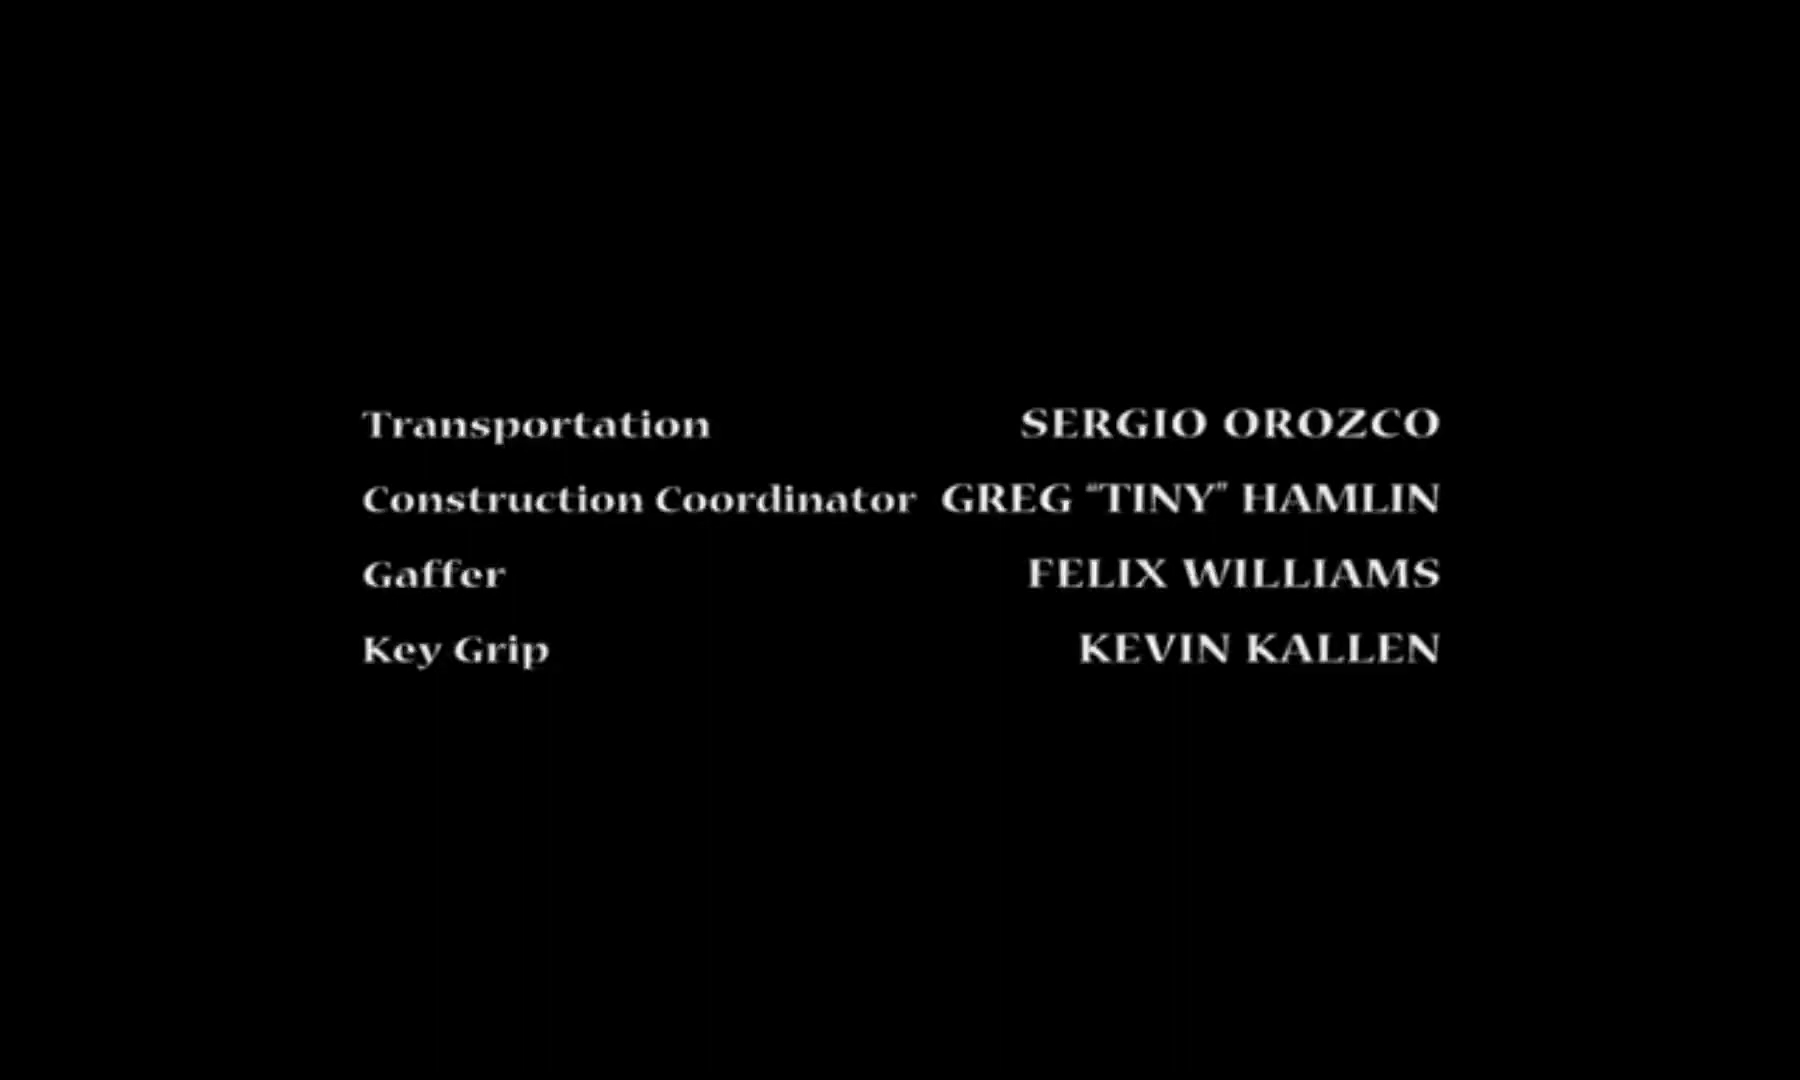 Transportation SERGIO OROZCO
Construction Coordinator GREG “TINY” HAMLIN
Gaffer FELIX WILLIAMS
Key Grip KEVIN KALLEN